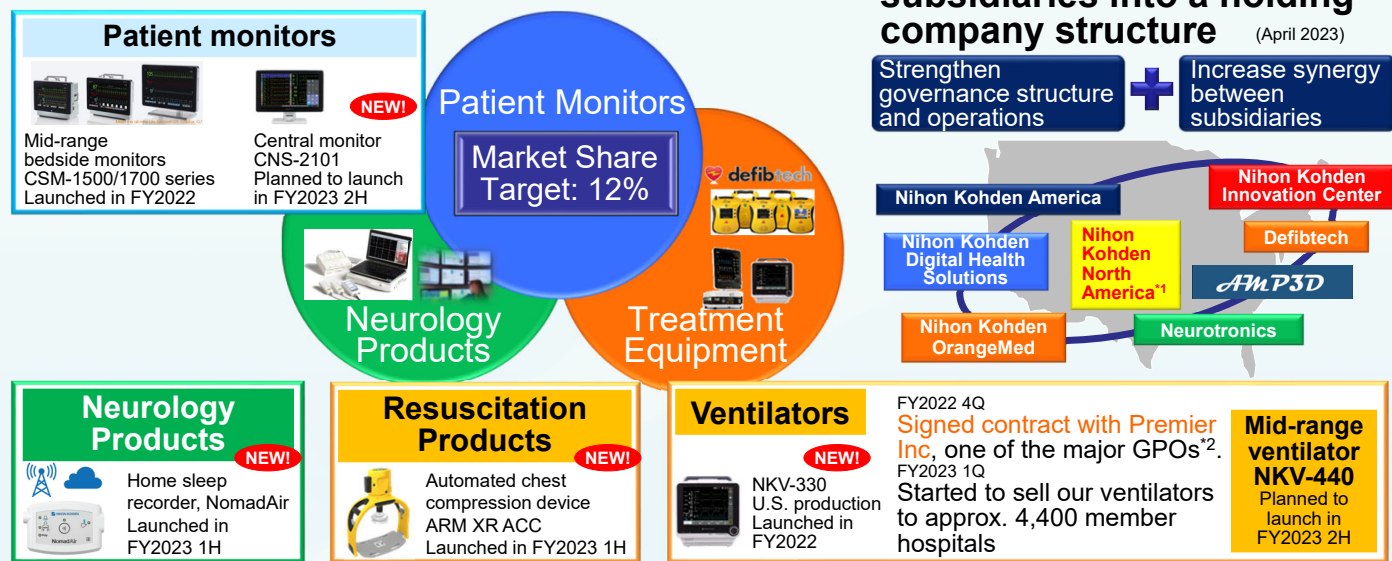 subsidiaries into a holding
company structure (April 2023)
Patient monitors
NEW!
Mid-range
bedside monitors
CSM-1500/1700 series
Launched in FY2022
Central monitor
CNS-2101
Planned to launch
in FY2023 2H
Patient Monitors
Market Share
Target: 12%
defibtech
Neurology
Products
Treatment
Equipment
Strengthen
governance structure
and operations
Increase synergy
between
subsidiaries
Nihon Kohden America
Nihon Kohden
Innovation Center
Nihon Kohden
Digital Health
Solutions
Nihon
Kohden
North
America*1
Defibtech
AMP3D
Nihon Kohden
OrangeMed
Neurotronics
Neurology
Products
NEW!
Home sleep
recorder, NomadAir
Launched in
FY2023 1H
NomadAir
Resuscitation
Products
NEW!
Automated chest
compression device
ARM XR ACC
Launched in FY2023 1H
Ventilators
NEW!
NKV-330
U.S. production
Launched in
FY2022
FY2022 4Q
Signed contract with Premier
Inc, one of the major GPOs*2.
FY2023 1Q
Started to sell our ventilators
to approx. 4,400 member
hospitals
Mid-range
ventilator
NKV-440
Planned to
launch in
FY2023 2H